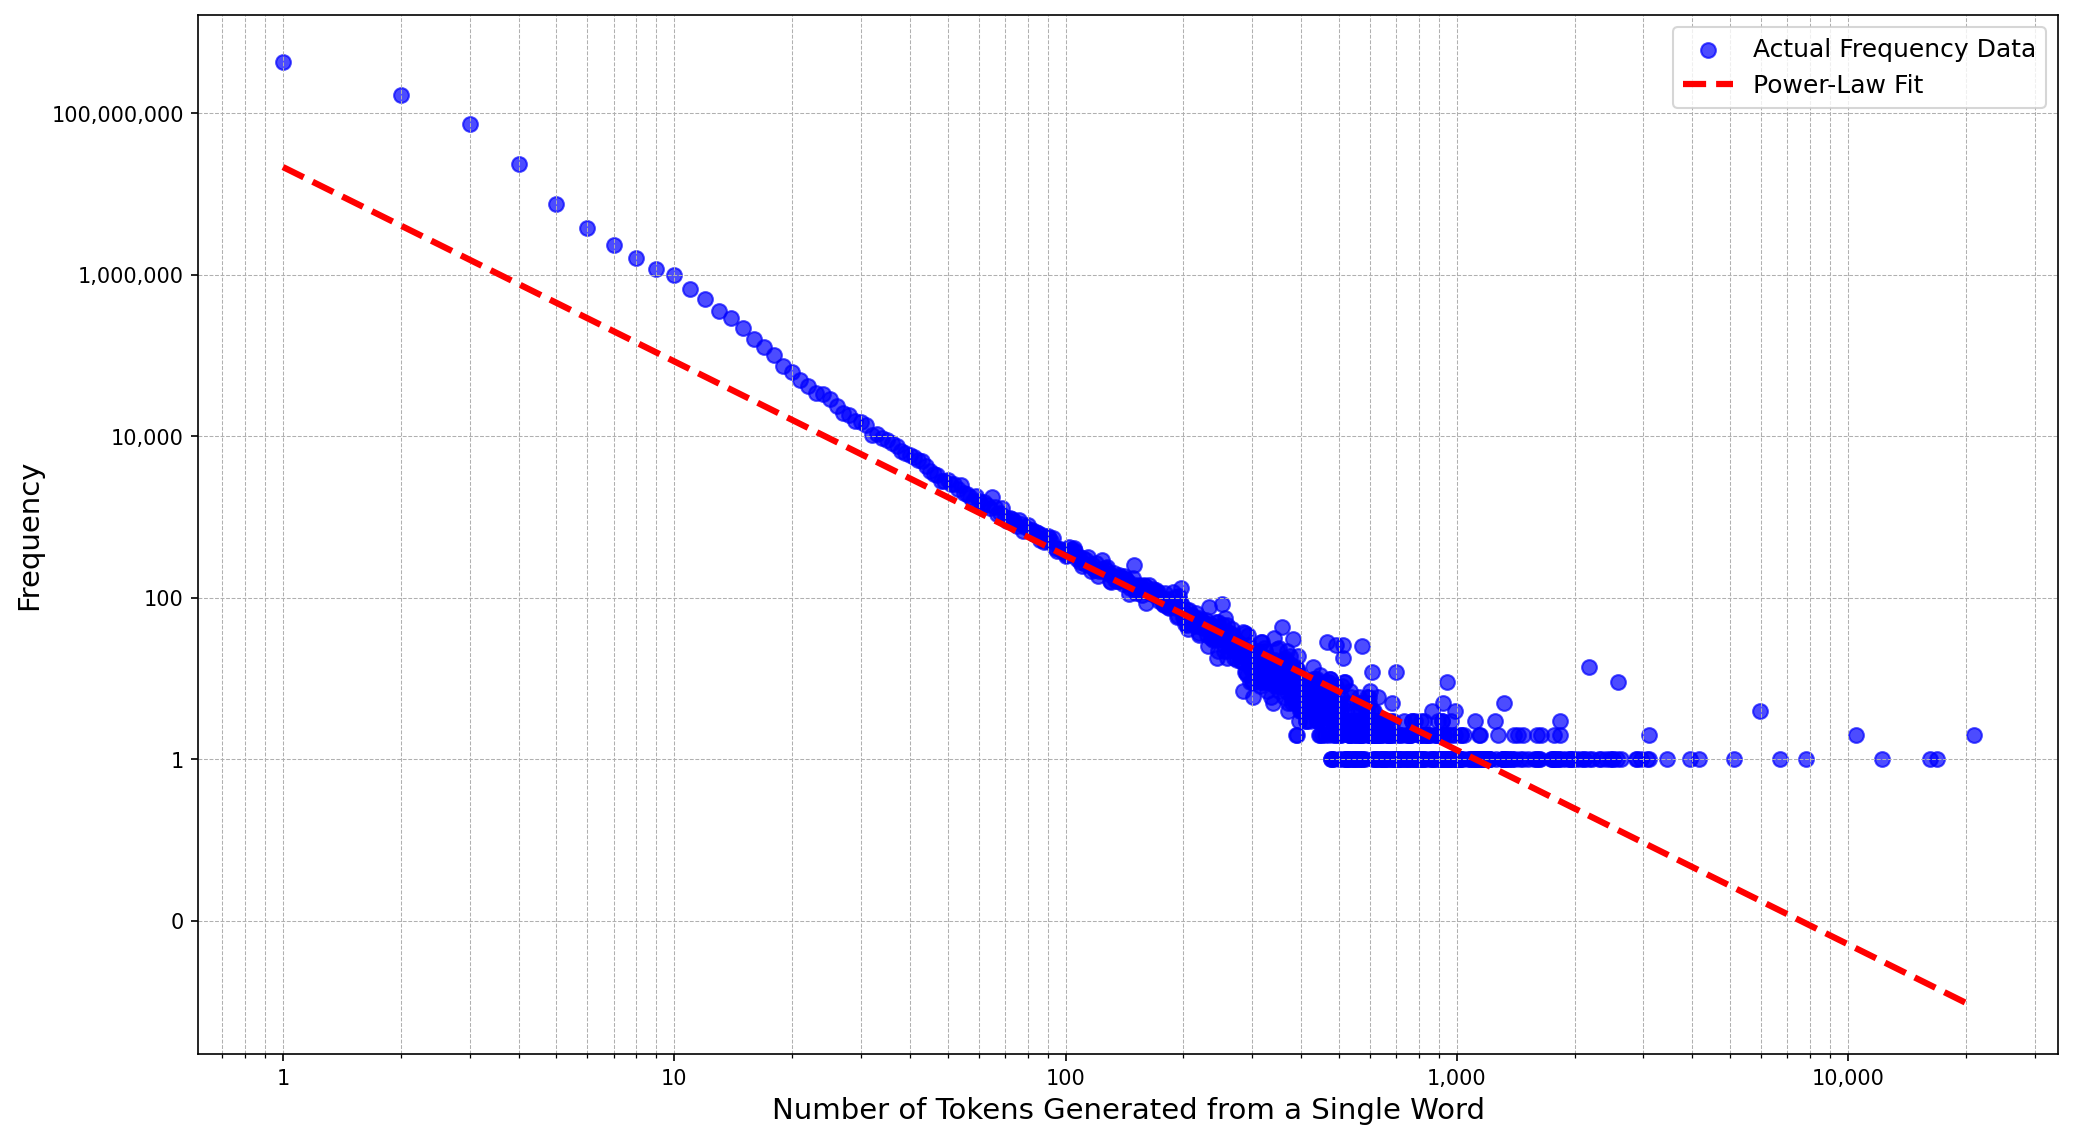 Actual Frequency Data
Power-Law Fit
Frequency
100,000,000
1,000,000
10,000
100
1
0
1
10
100
1,000
10,000
Number of Tokens Generated from a Single Word